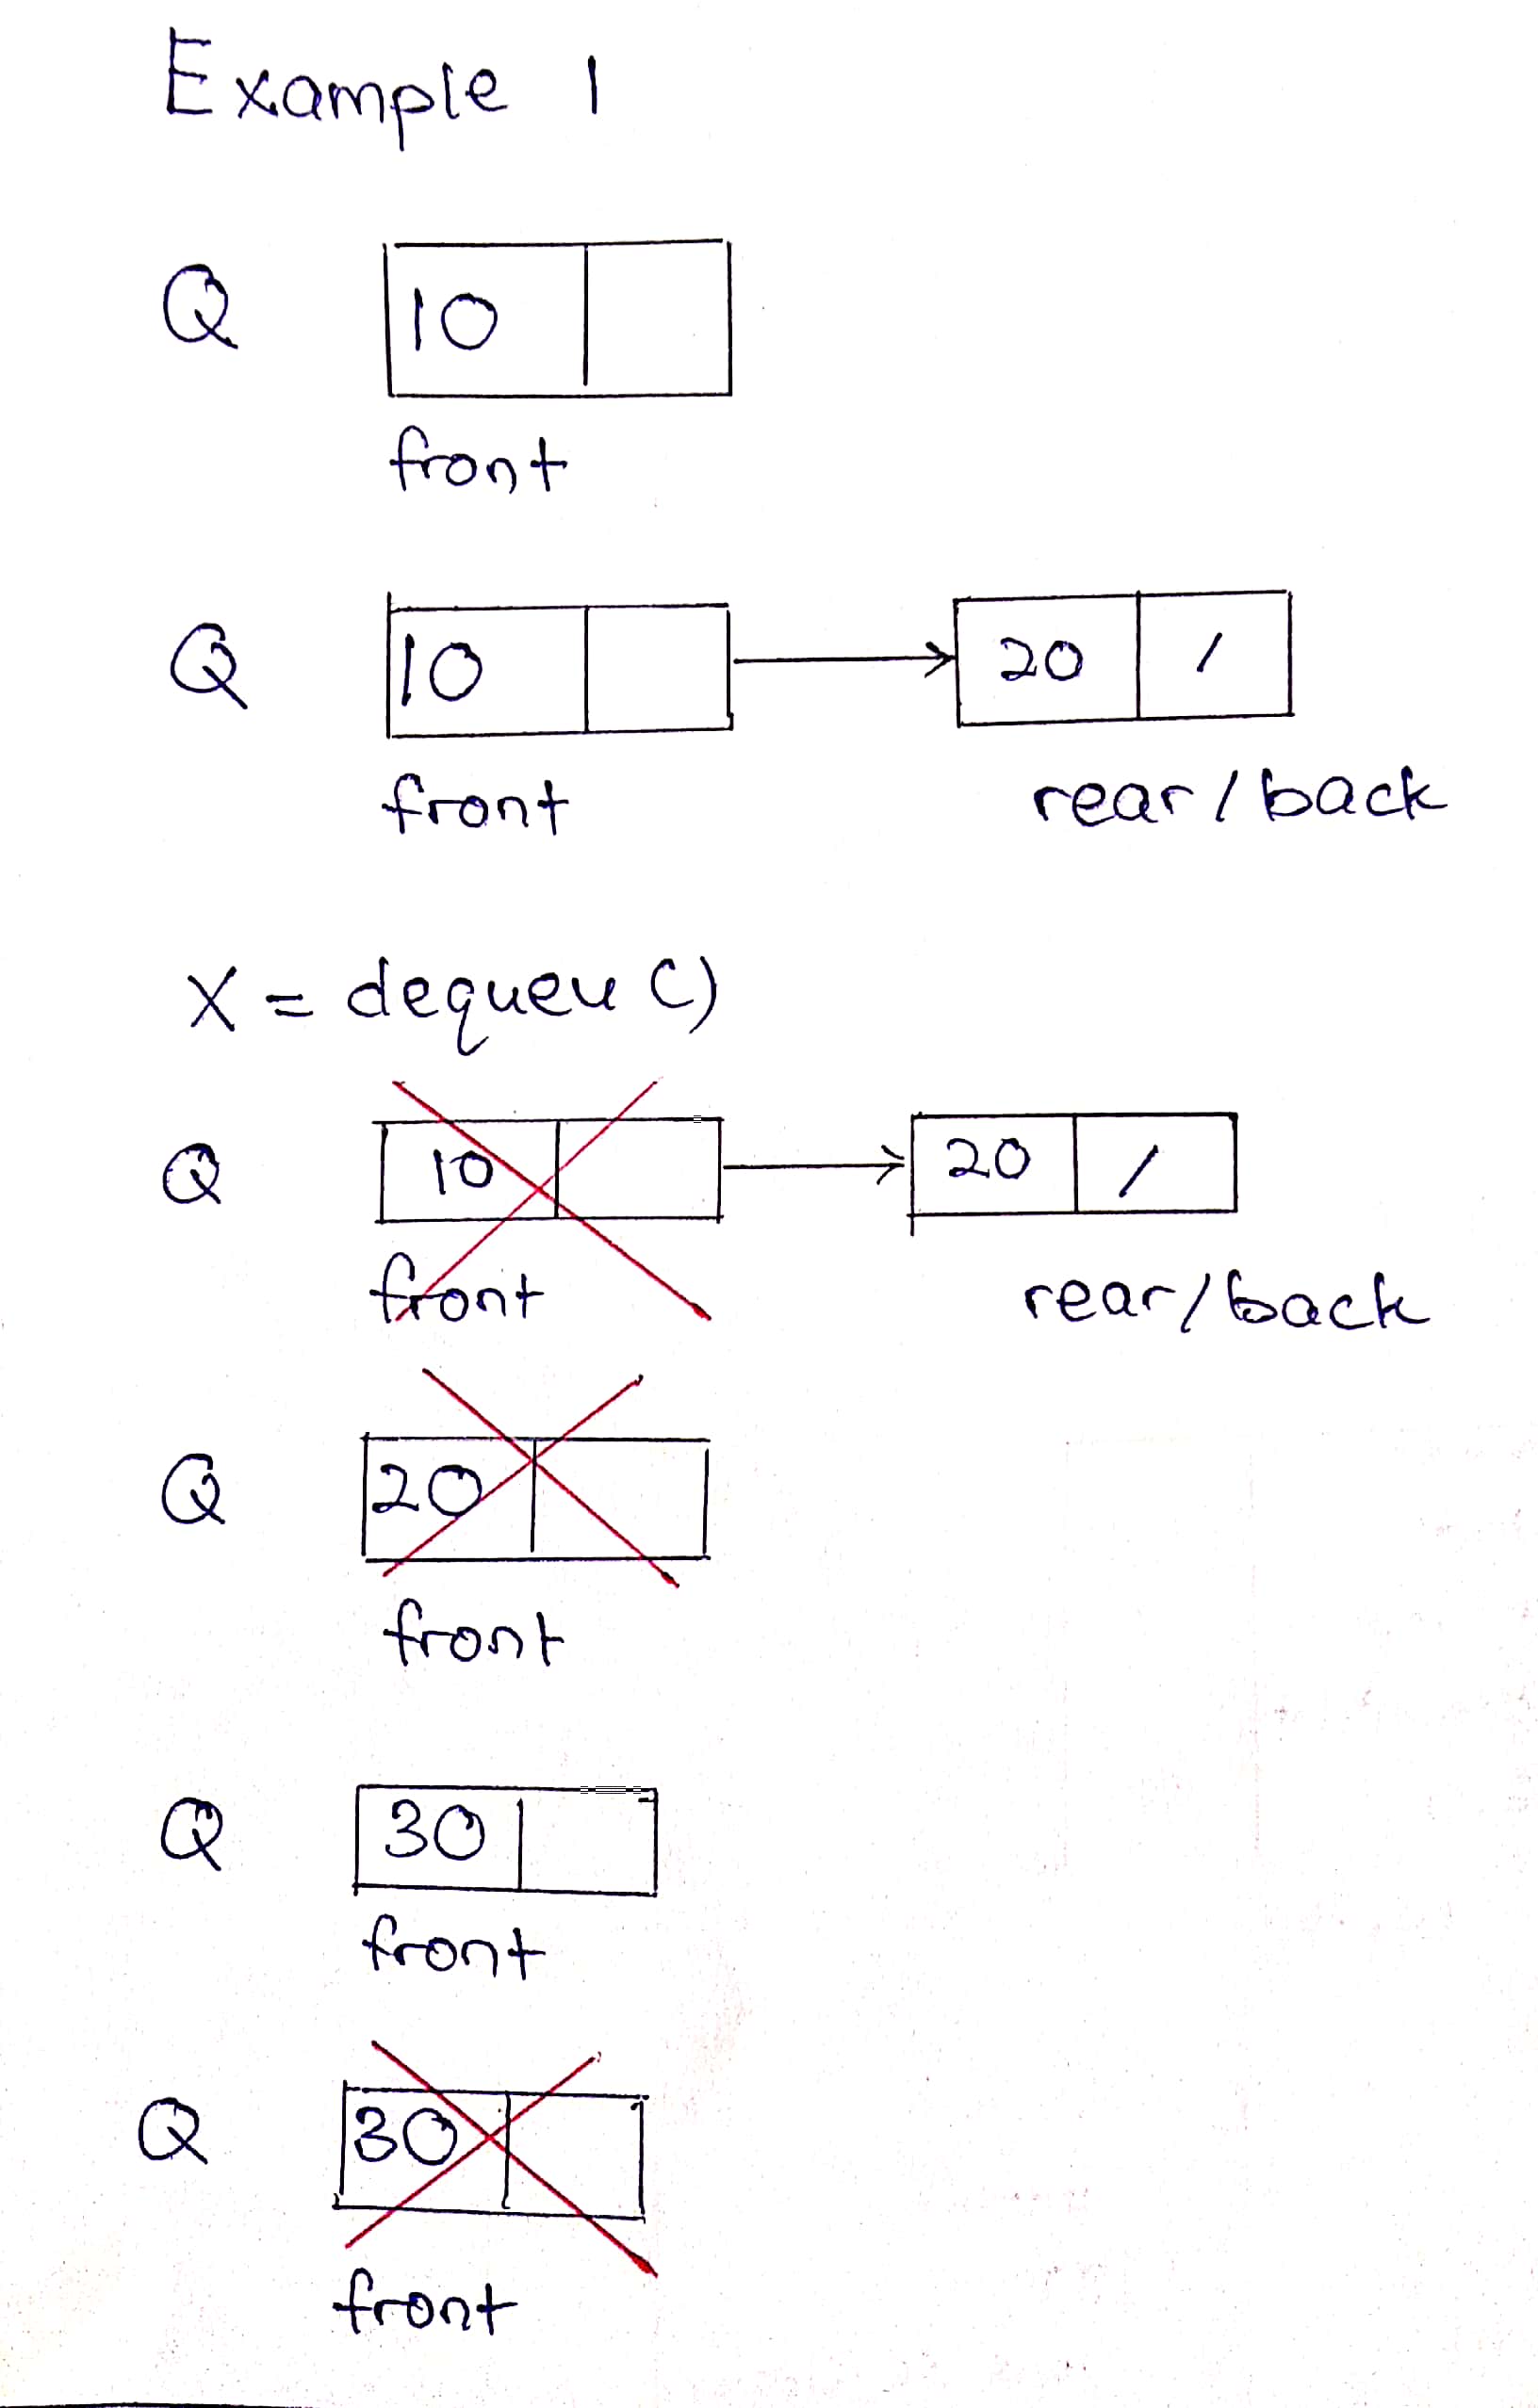 Example 1
Q 10
front
Q 10 20 /
front rear/back
X = dequeu ()
Q 10 20 /
front rear/back
Q 20
front
Q 30
front
Q 30
front